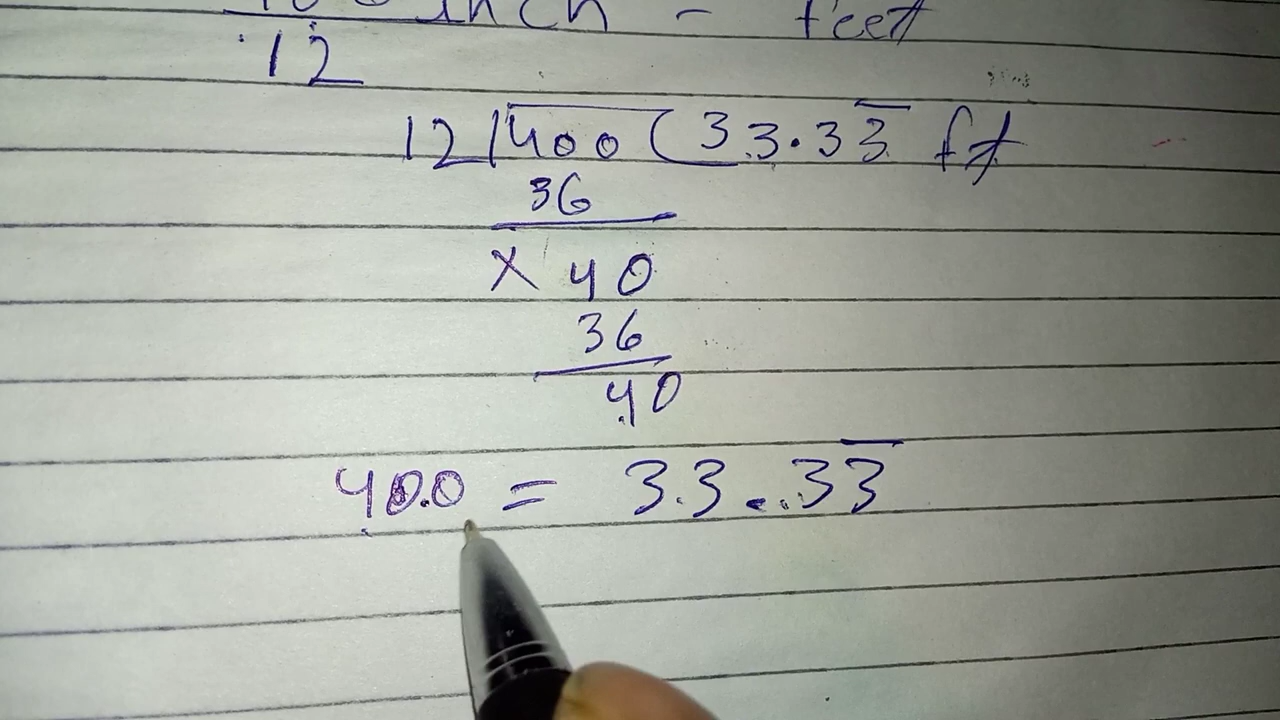 inch - feet
12
12 400 ( 33.33̅ ft
36
× 40
36
40
400 = 33.33̅